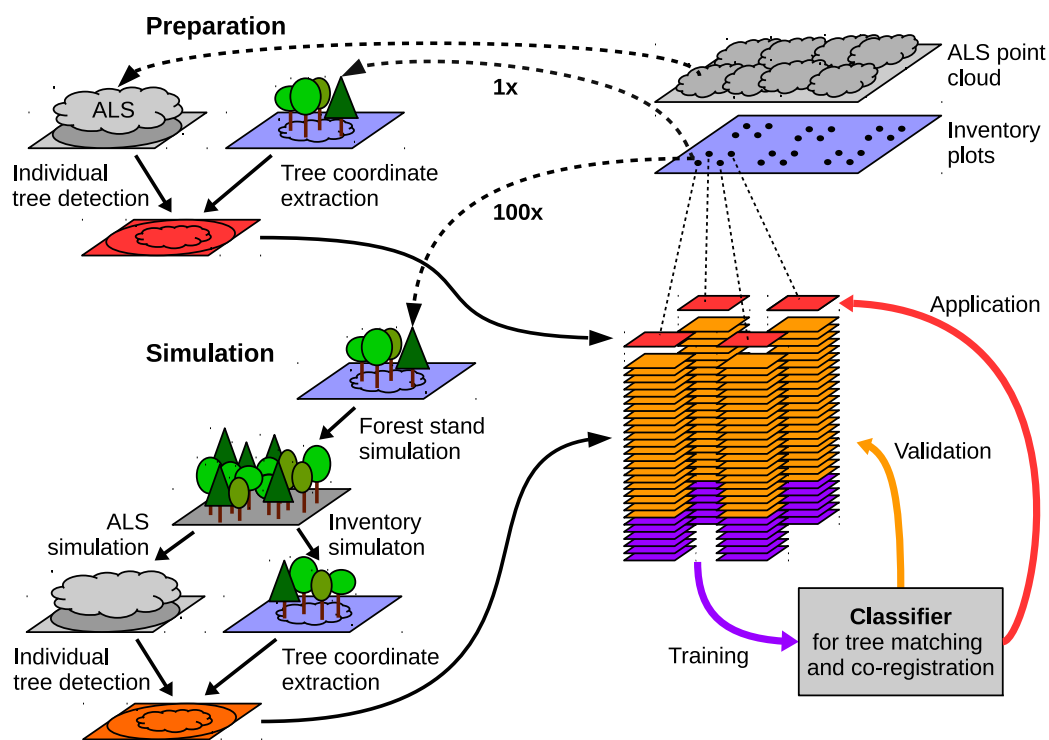 Preparation
ALS point
cloud
ALS
1x
Inventory
plots
Individual
tree detection
Tree coordinate
extraction
100x
Application
Simulation
Forest stand
simulation
Validation
ALS
simulation
Inventory
simulaton
Classifier
for tree matching
and co-registration
Training
Individual
tree detection
Tree coordinate
extraction